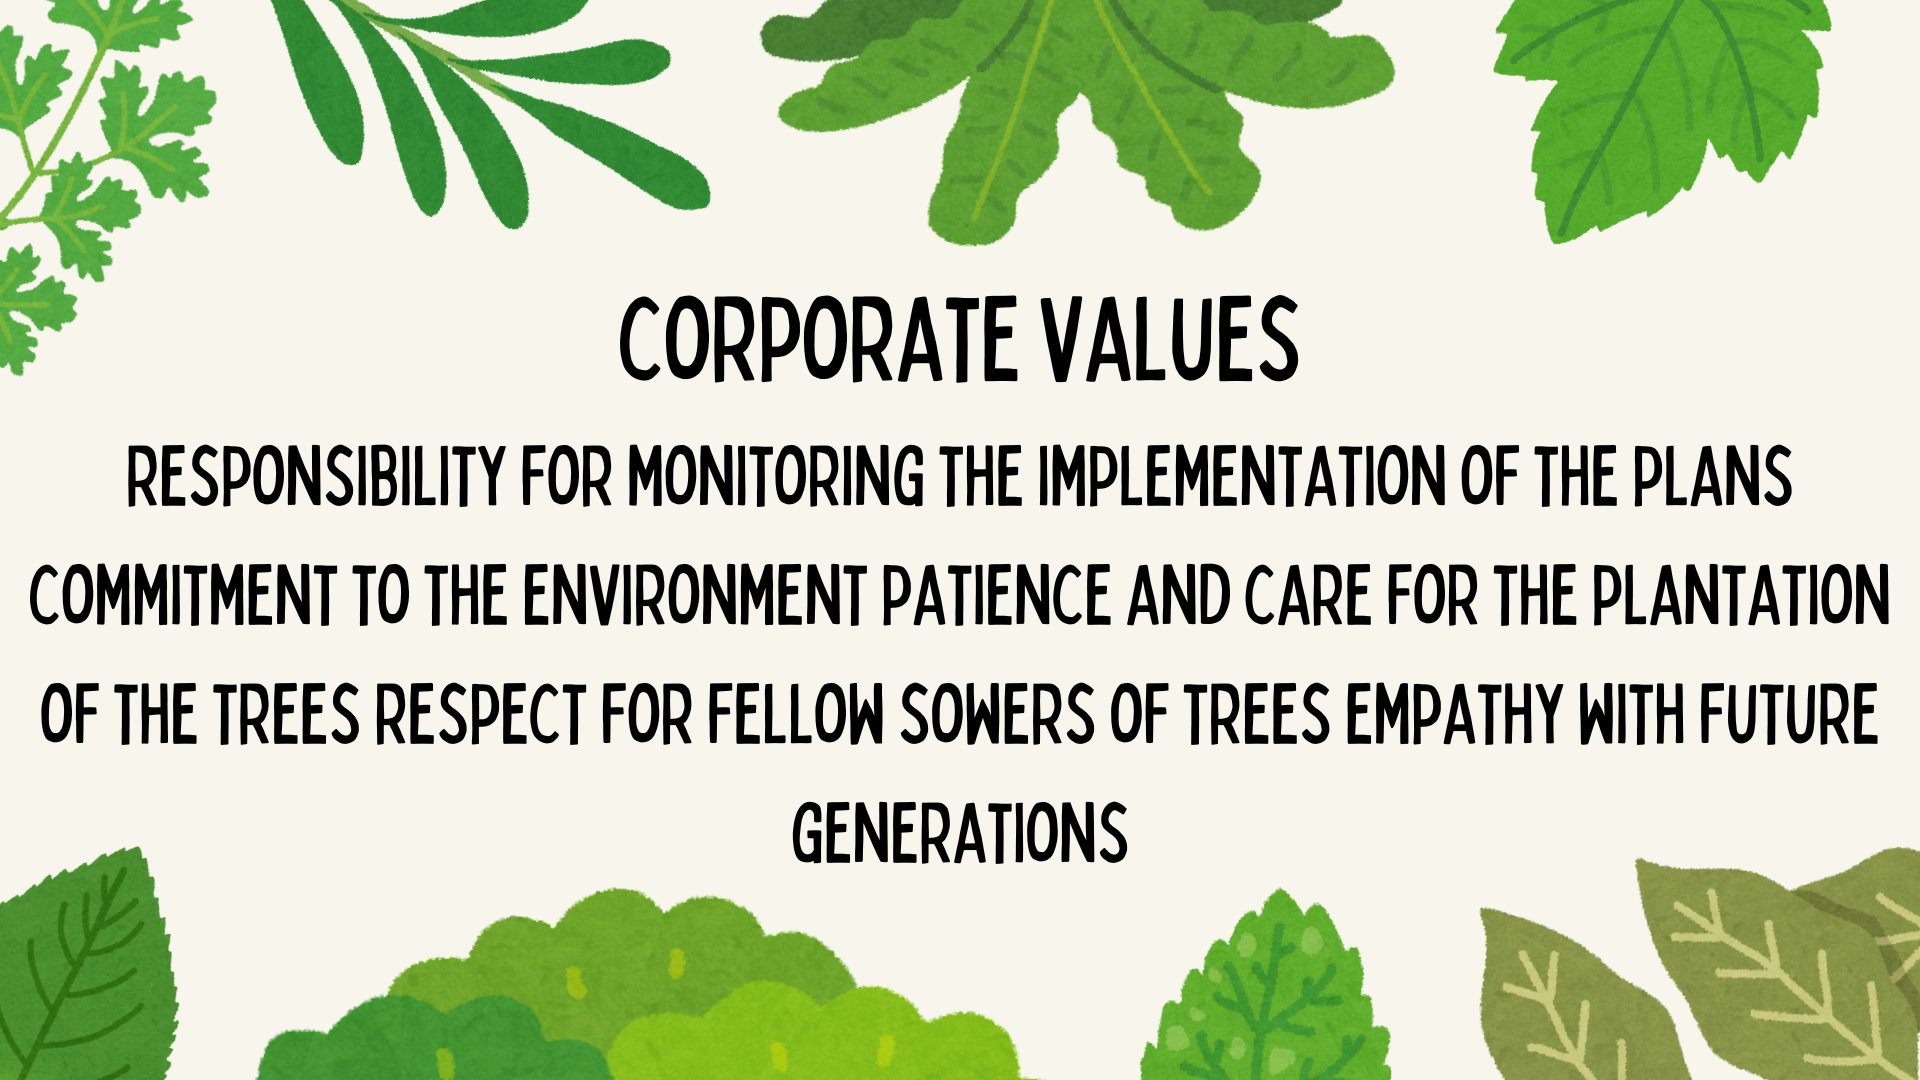 CORPORATE VALUES
RESPONSIBILITY FOR MONITORING THE IMPLEMENTATION OF THE PLANS
COMMITMENT TO THE ENVIRONMENT PATIENCE AND CARE FOR THE PLANTATION
OF THE TREES RESPECT FOR FELLOW SOWERS OF TREES EMPATHY WITH FUTURE
GENERATIONS